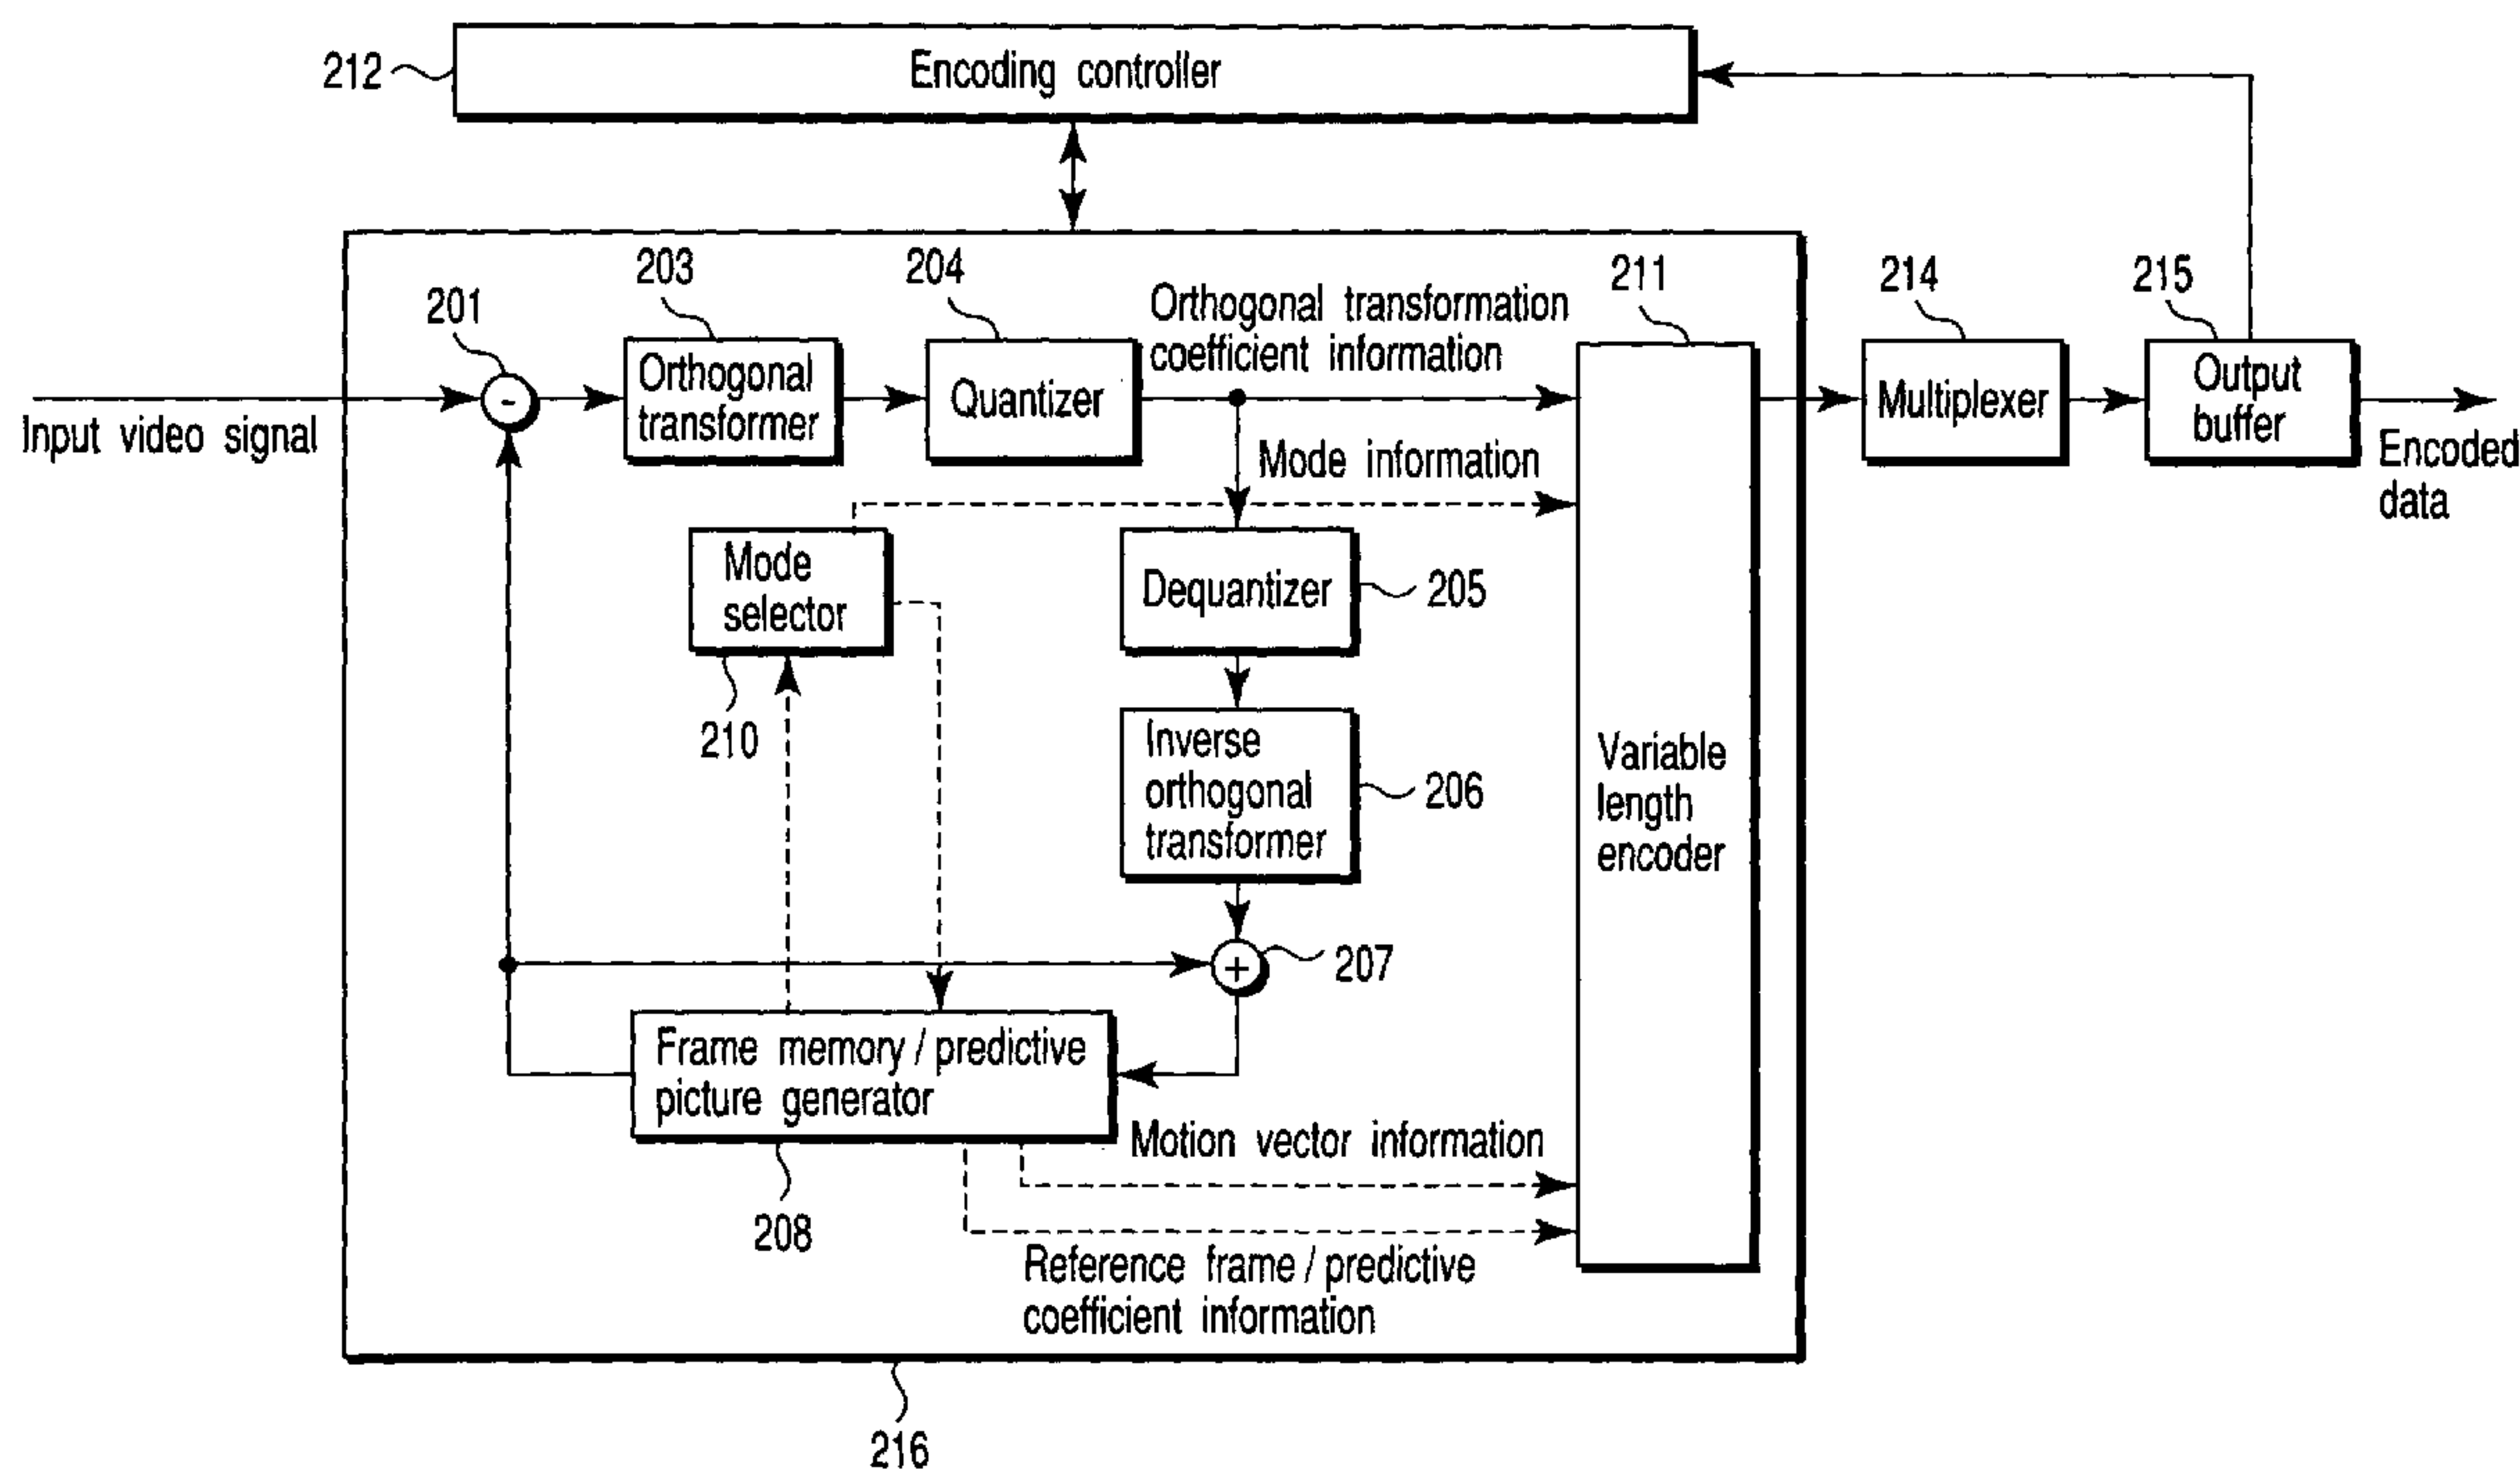 212
Encoding controller
203
204
211
214
215
201
Orthogonal transformation
coefficient information
Orthogonal
transformer
Quantizer
Multiplexer
Output
buffer
-
Input video signal
Encoded
data
Mode information
Mode
selector
Dequantizer
205
210
Inverse
orthogonal
transformer
206
Variable
length
encoder
+
207
Frame memory / predictive
picture generator
Motion vector information
208
Reference frame / predictive
coefficient information
216